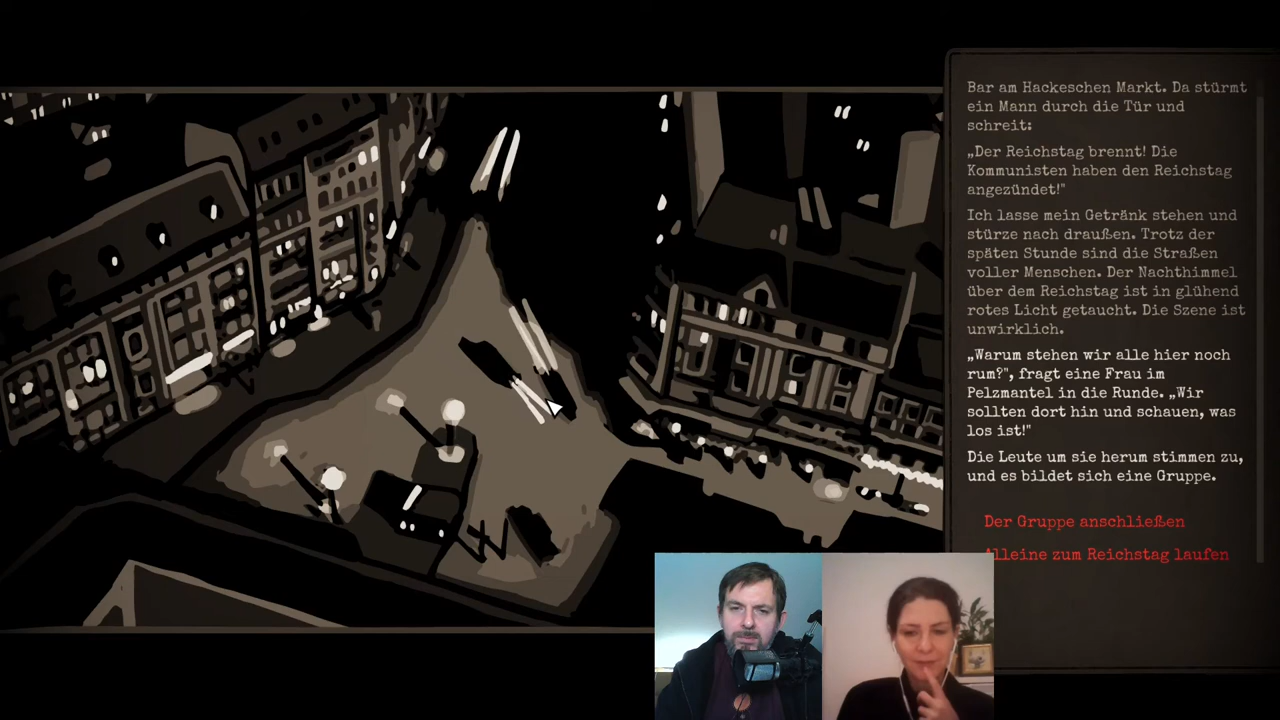 Bar am Hackeschen Markt. Da stürmt
ein Mann durch die Tür und
schreit:
„Der Reichstag brennt! Die
Kommunisten haben den Reichstag
angezündet!"
Ich lasse mein Getränk stehen und
stürze nach draußen. Trotz der
späten Stunde sind die Straßen
voller Menschen. Der Nachthimmel
über dem Reichstag ist in glühend
rotes Licht getaucht. Die Szene ist
unwirklich.
„Warum stehen wir alle hier noch
rum?", fragt eine Frau im
Pelzmantel in die Runde. „Wir
sollten dort hin und schauen, was
los ist!"
Die Leute um sie herum stimmen zu,
und es bildet sich eine Gruppe.
Der Gruppe anschließen
Alleine zum Reichstag laufen